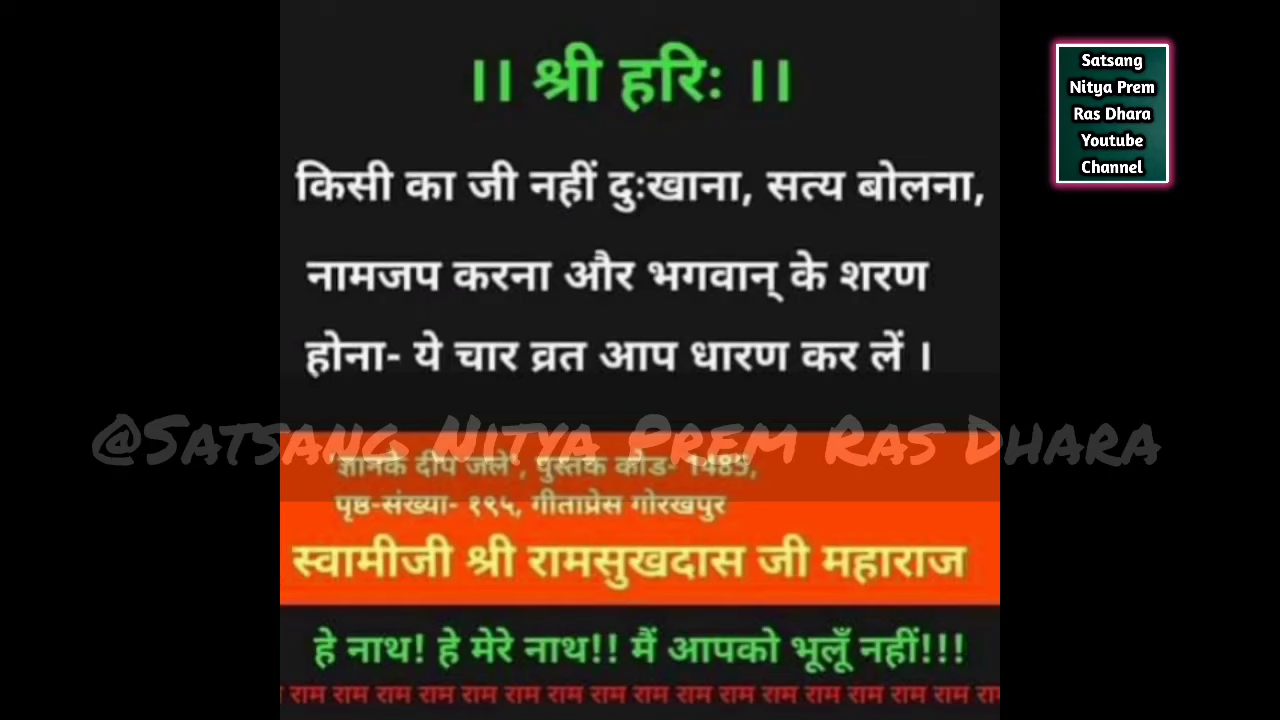 ।। श्री हरिः ।।
Satsang
Nitya Prem
Ras Dhara
Youtube
Channel
किसी का जी नहीं दुःखाना, सत्य बोलना,
नामजप करना और भगवान् के शरण
होना- ये चार व्रत आप धारण कर लें ।
@Satsang Nitya Prem Ras Dhara
'ज्ञानके दीप जले', पुस्तक कोड- 1485,
पृष्ठ-संख्या- १९५, गीताप्रेस गोरखपुर
स्वामीजी श्री रामसुखदास जी महाराज
हे नाथ! हे मेरे नाथ!! मैं आपको भूलूँ नहीं!!!
राम राम राम राम राम राम राम राम राम राम राम राम राम राम राम राम